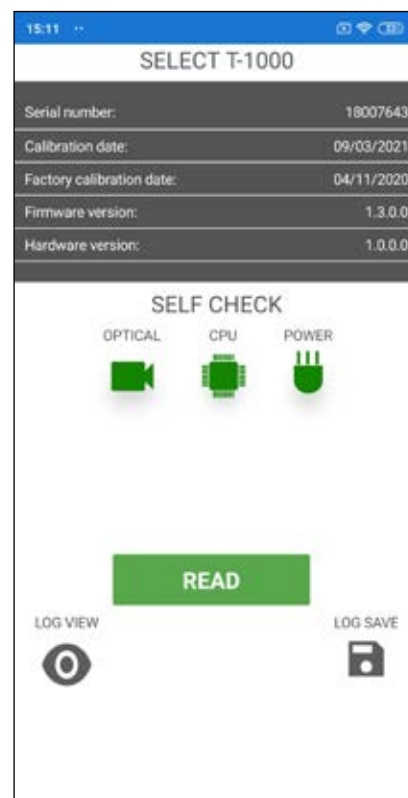 15:11
SELECT T-1000
Serial number: 18007643
Calibration date: 09/03/2021
Factory calibration date: 04/11/2020
Firmware version: 1.3.0.0
Hardware version: 1.0.0.0
SELF CHECK
OPTICAL CPU POWER
READ
LOG VIEW LOG SAVE